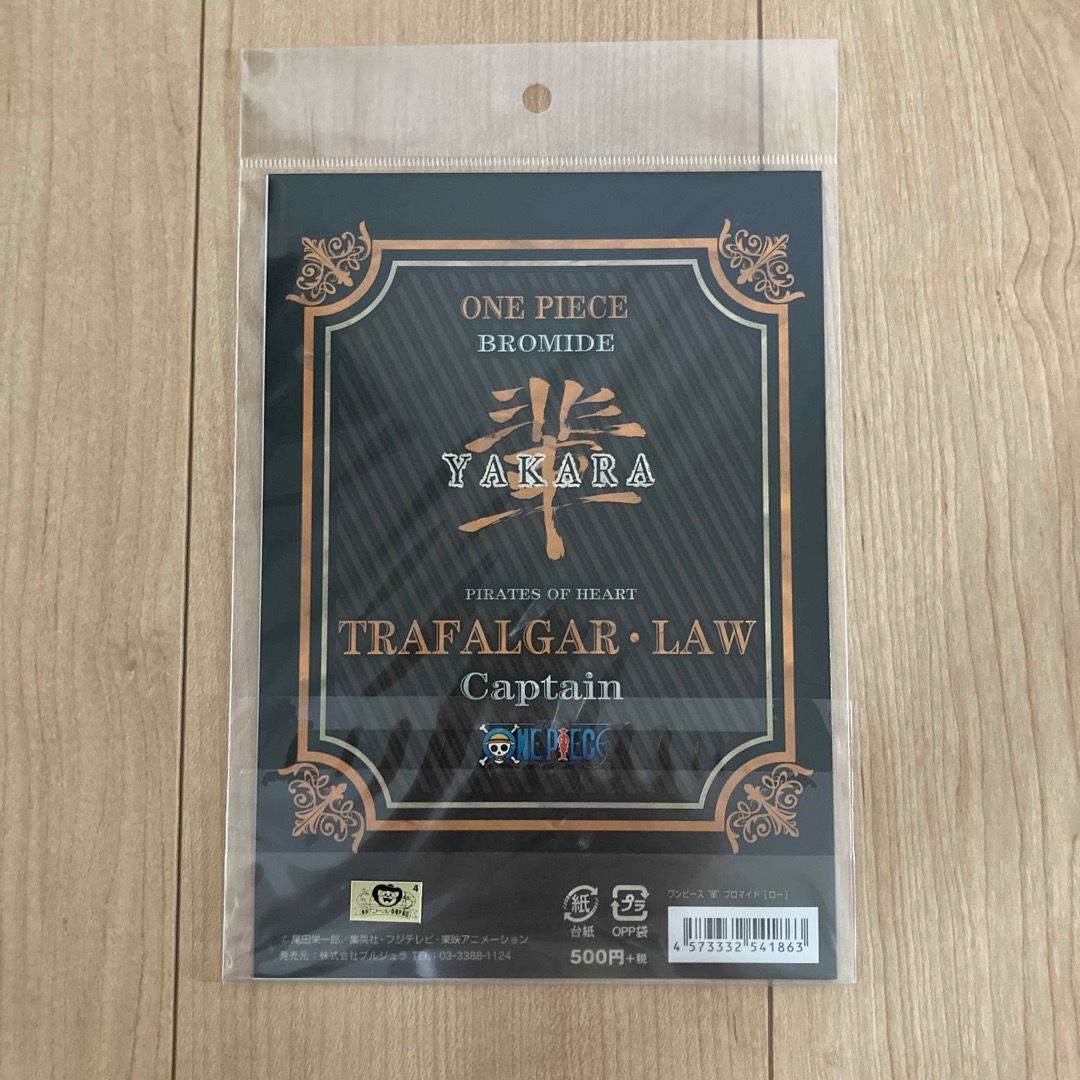 ONE PIECE
BROMIDE
輩
YAKARA
PIRATES OF HEART
TRAFALGAR・LAW
Captain
ONE PIECE
4
紙
台紙
プラ
OPP袋
500円+税
ワンピース "輩" ブロマイド [ロー]
4 573332 541863
© 尾田栄一郎／集英社・フジテレビ・東映アニメーション
発売元：株式会社プルジュラ TEL：03-3388-1124